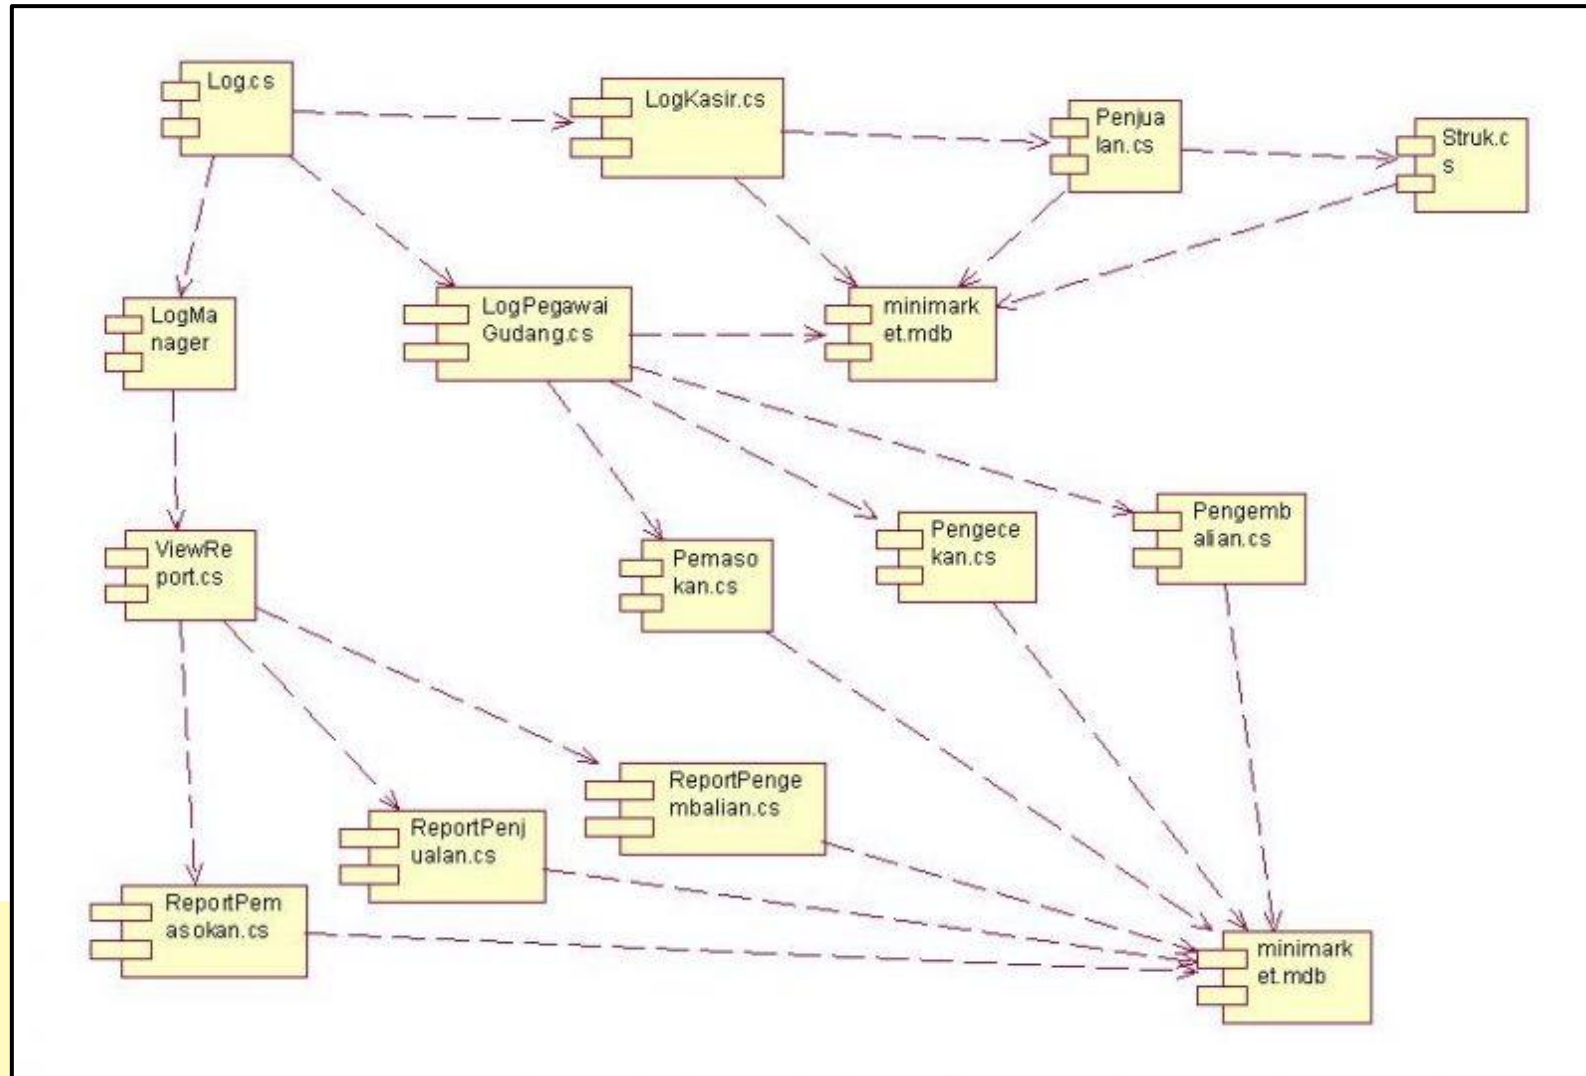 Log.cs
LogKasir.cs
Penjua
lan.cs
Struk.c
s
LogMa
nager
LogPegawai
Gudang.cs
minimark
et.mdb
ViewRe
port.cs
Pemaso
kan.cs
Pengece
kan.cs
Pengemb
alian.cs
ReportPem
asokan.cs
ReportPenj
ualan.cs
ReportPenge
mbalian.cs
minimark
et.mdb